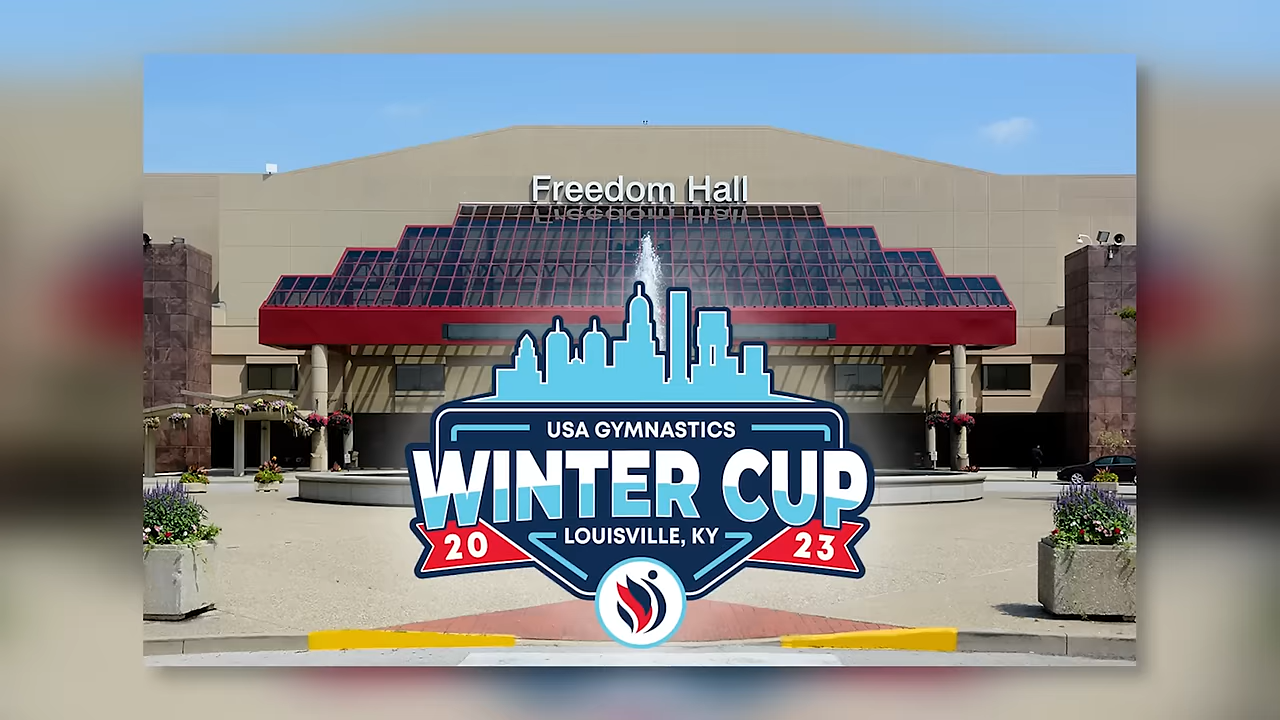 Freedom Hall
USA GYMNASTICS
WINTER CUP
LOUISVILLE, KY
20 23